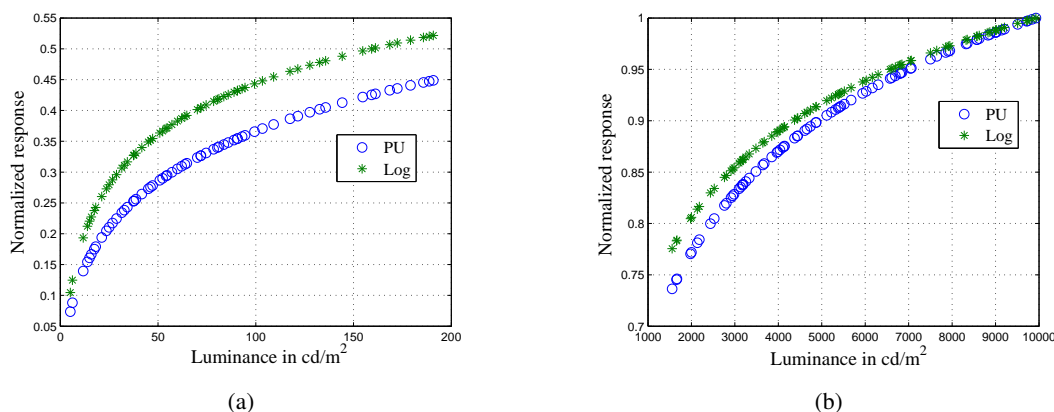 0.55
0.5
0.45
0.4
0.35
0.3
0.25
0.2
0.15
0.1
0.05
0 50 100 150 200
Normalized response
Luminance in cd/m²
PU
Log
(a)
1
0.95
0.9
0.85
0.8
0.75
0.7
1000 2000 3000 4000 5000 6000 7000 8000 9000 10000
Normalized response
Luminance in cd/m²
PU
Log
(b)